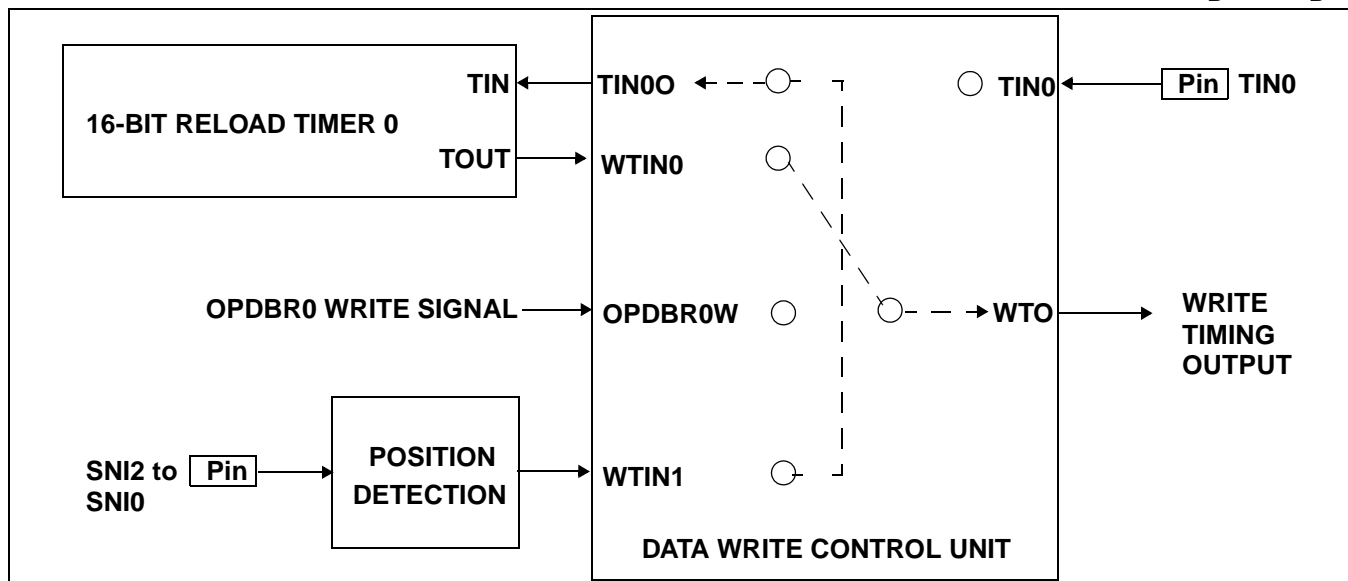 TIN
TIN0O
TIN0
Pin TIN0
16-BIT RELOAD TIMER 0
TOUT
WTIN0
OPDBR0 WRITE SIGNAL
OPDBR0W
WTO
WRITE
TIMING
OUTPUT
SNI2 to Pin
SNI0
POSITION
DETECTION
WTIN1
DATA WRITE CONTROL UNIT